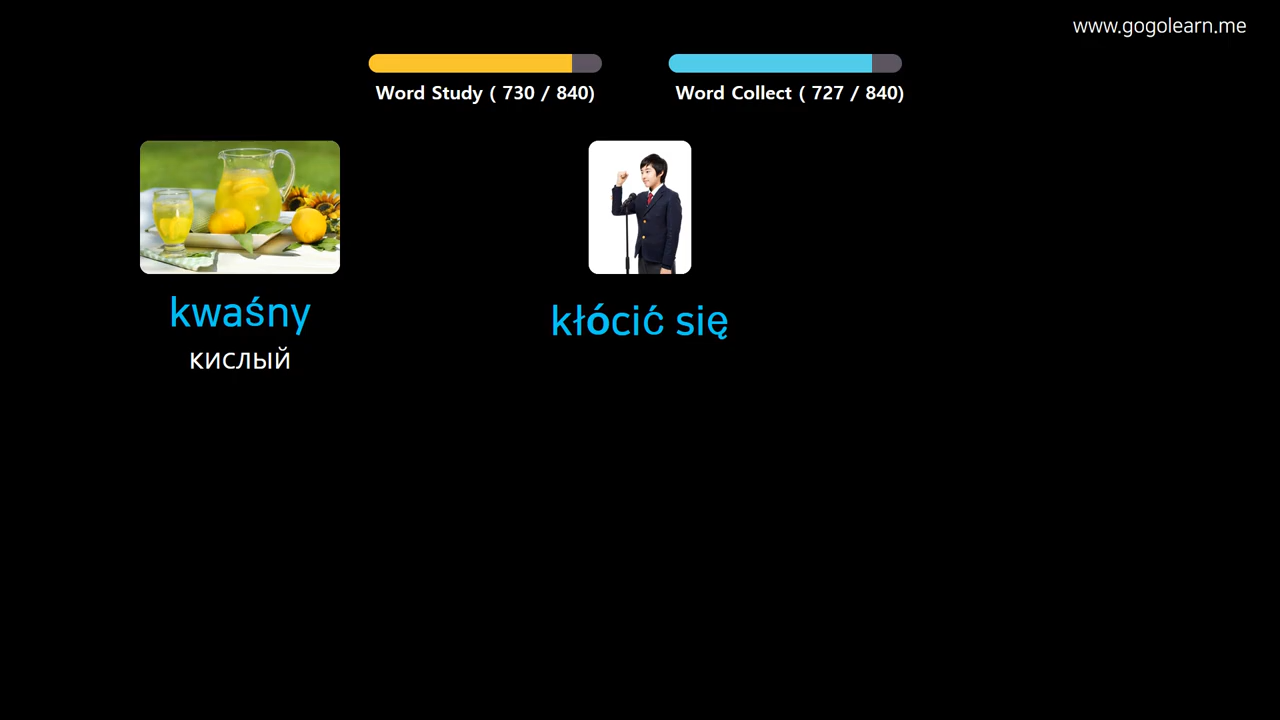 www.gogolearn.me
Word Study ( 730 / 840)
Word Collect ( 727 / 840)
kwaśny
кислый
kłócić się